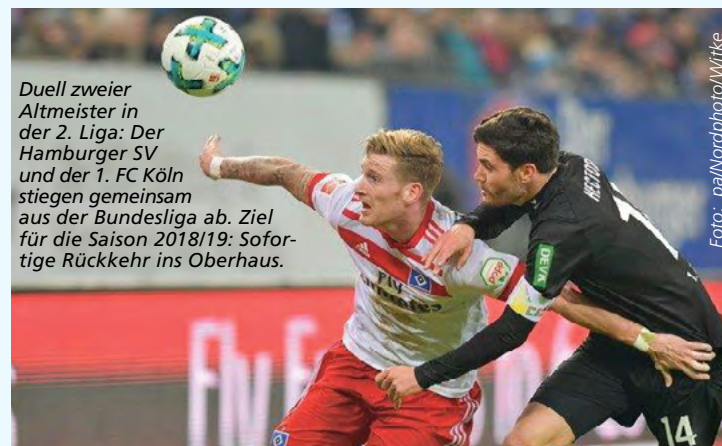 Duell zweier
Altmeister in
der 2. Liga: Der
Hamburger SV
und der 1. FC Köln
stiegen gemeinsam
aus der Bundesliga ab. Ziel
für die Saison 2018/19: Sofor-
tige Rückkehr ins Oberhaus.
Foto: pa/Nordphoto/Witke
HECTOR
DEVK
Fly
Emirates
14